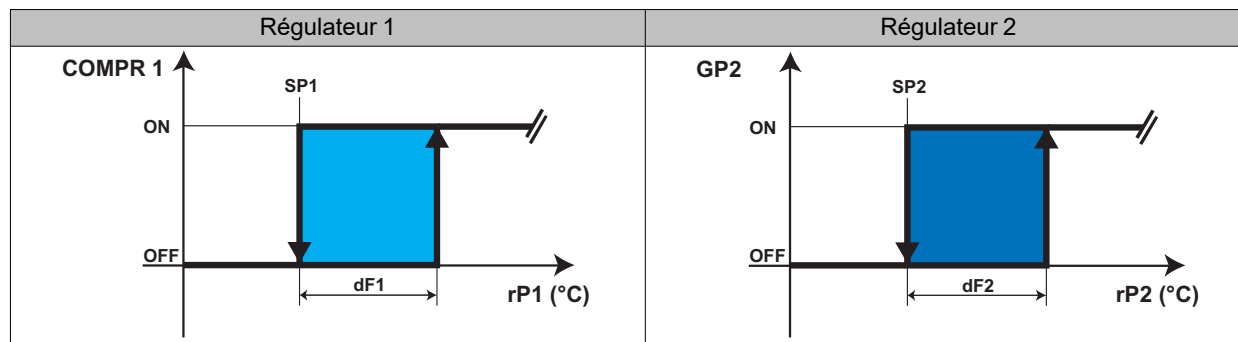 Régulateur 1
Régulateur 2
COMPR 1
SP1
ON
OFF
dF1
rP1 (°C)
GP2
SP2
ON
OFF
dF2
rP2 (°C)